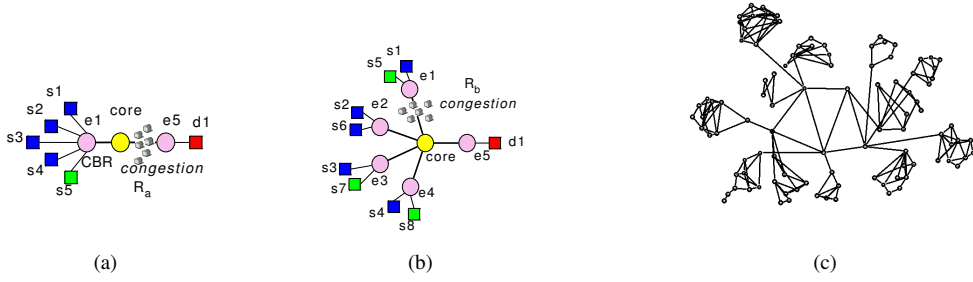 s1
s2
s3
s4
s5
e1
CBR
core
e5
d1
congestion
Ra
(a)
s1
s5
e1
Rb
congestion
s2
e2
s6
core
e5
d1
s3
e3
s7
e4
s4
s8
(b)
(c)